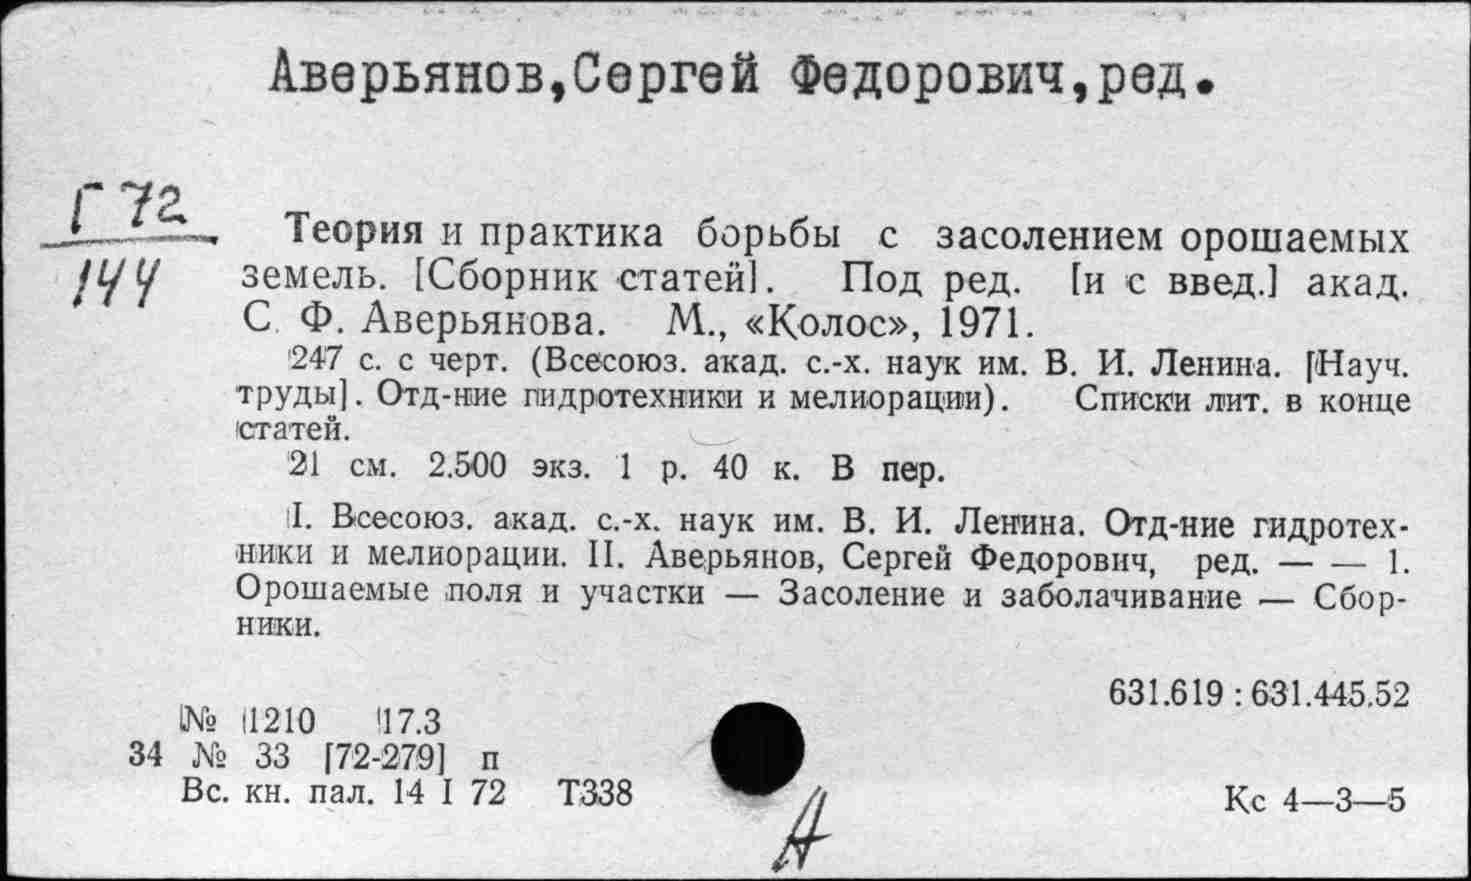 Аверьянов,Сергей Федорович,ред.
Г 72
144
Теория и практика борьбы с засолением орошаемых
земель. [Сборник статей]. Под ред. [и с введ.] акад.
С. Ф. Аверьянова. М., «Колос», 1971.
247 с. с черт. (Всесоюз. акад. с.-х. наук им. В. И. Ленина. [Науч.
труды]. Отд-ние гидротехники и мелиорации). Списки лит. в конце
статей.
21 см. 2.500 экз. 1 р. 40 к. В пер.
I. Всесоюз. акад. с.-х. наук им. В. И. Ленина. Отд-ние гидротех-
ники и мелиорации. II. Аверьянов, Сергей Федорович, ред. — — 1.
Орошаемые поля и участки — Засоление и заболачивание — Сбор-
ники.
631.619 : 631.445.52
№ 1210 17.3
34 № 33 [72-279] п
Вс. кн. пал. 14 I 72 Т338
Кс 4—3—5
А